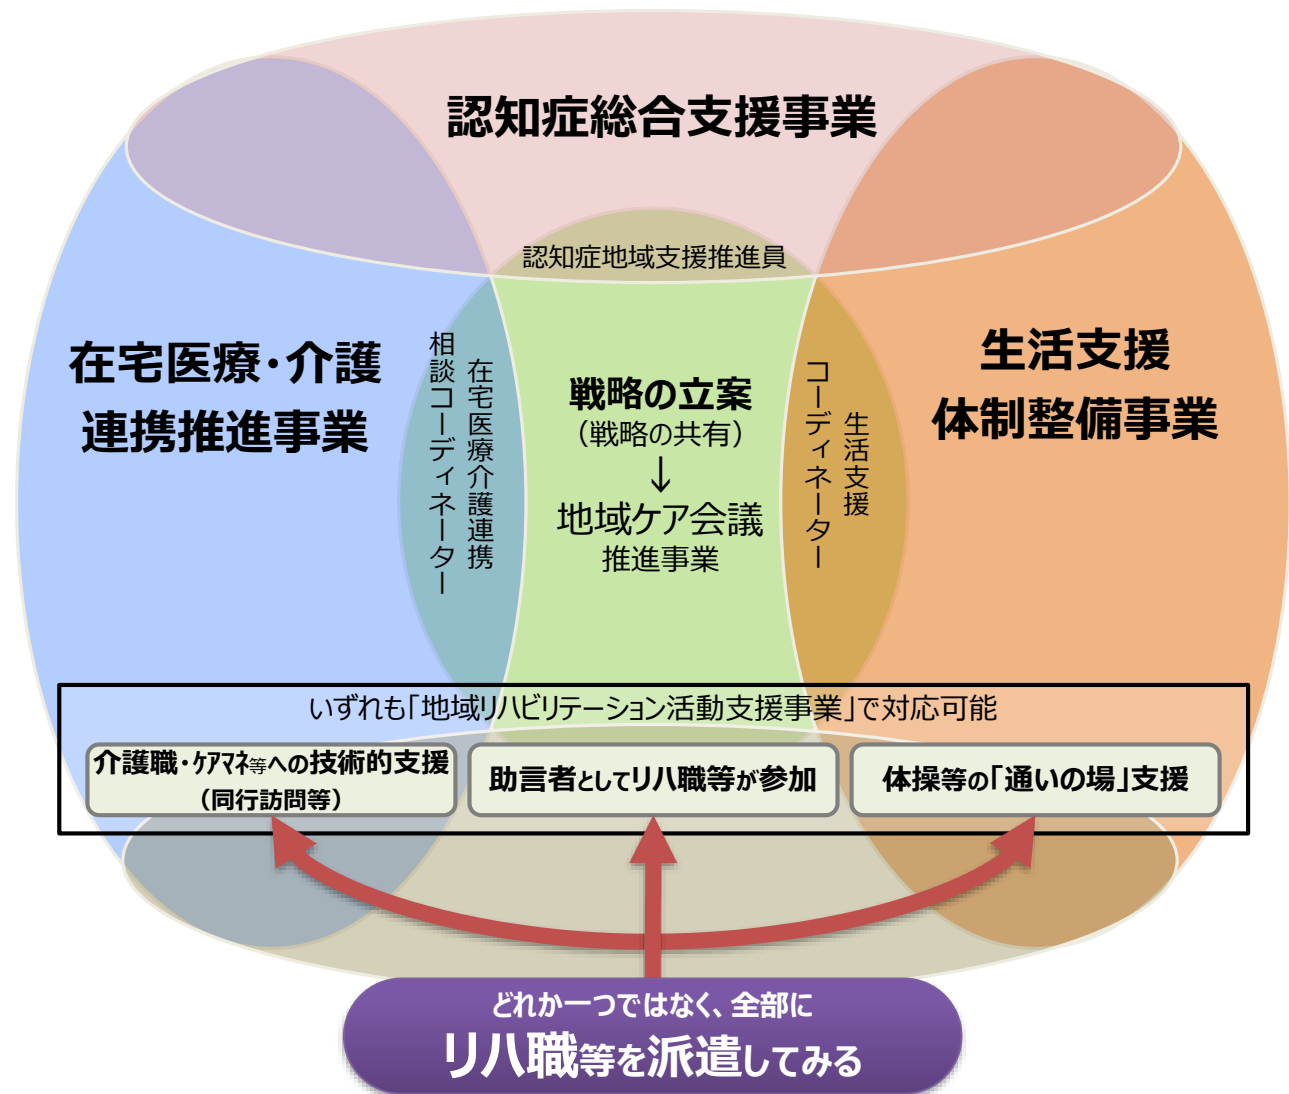 認知症総合支援事業
認知症地域支援推進員
在宅医療・介護
連携推進事業
在宅医療介護連携
相談コーディネーター
戦略の立案
（戦略の共有）
↓
地域ケア会議
推進事業
生活支援
コーディネーター
生活支援
体制整備事業
いずれも「地域リハビリテーション活動支援事業」で対応可能
介護職・ケアマネ等への技術的支援
（同行訪問等）
助言者としてリハ職等が参加
体操等の「通いの場」支援
どれか一つではなく、全部に
リハ職等を派遣してみる